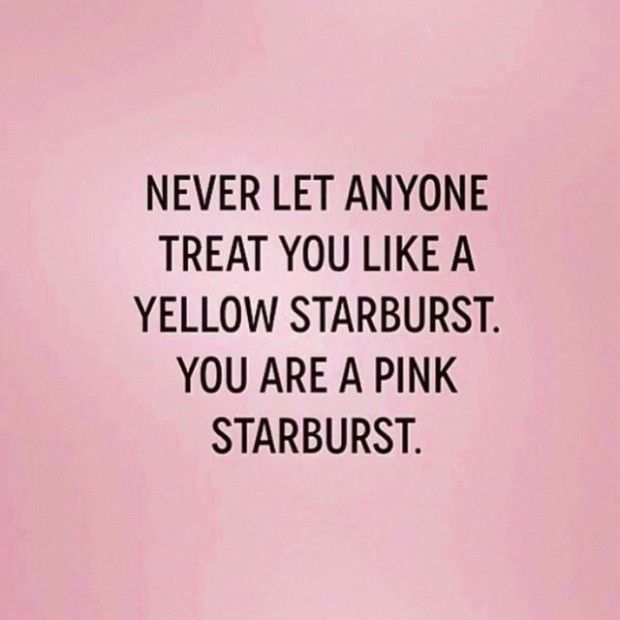 NEVER LET ANYONE
TREAT YOU LIKE A
YELLOW STARBURST.
YOU ARE A PINK
STARBURST.